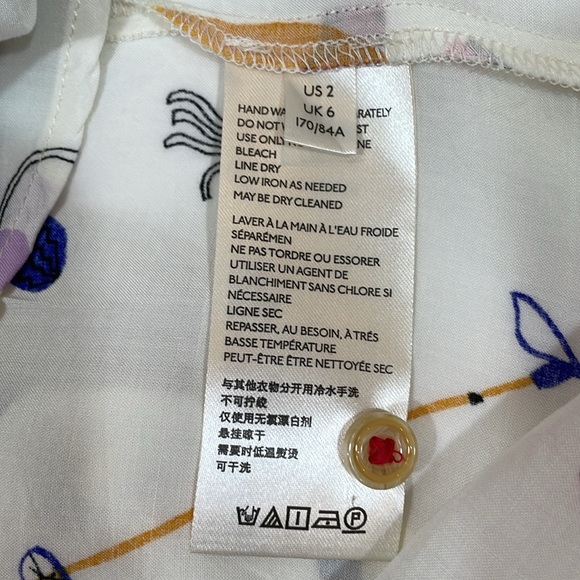 US 2
UK 6
170/84A
HAND WA RATELY
DO NOT ST
USE ONLY NE
BLEACH
LINE DRY
LOW IRON AS NEEDED
MAY BE DRY CLEANED
LAVER À LA MAIN À L'EAU FROIDE
SÉPARÉMEN
NE PAS TORDRE OU ESSORER
UTILISER UN AGENT DE
BLANCHIMENT SANS CHLORE SI
NÉCESSAIRE
LIGNE SEC
REPASSER, AU BESOIN, À TRÉS
BASSE TEMPÉRATURE
PEUT-ÊTRE ÊTRE NETTOYÉE SEC
与其他衣物分开用冷水手洗
不可拧绞
仅使用无氯漂白剂
悬挂晾干
需要时低温熨烫
可干洗
P